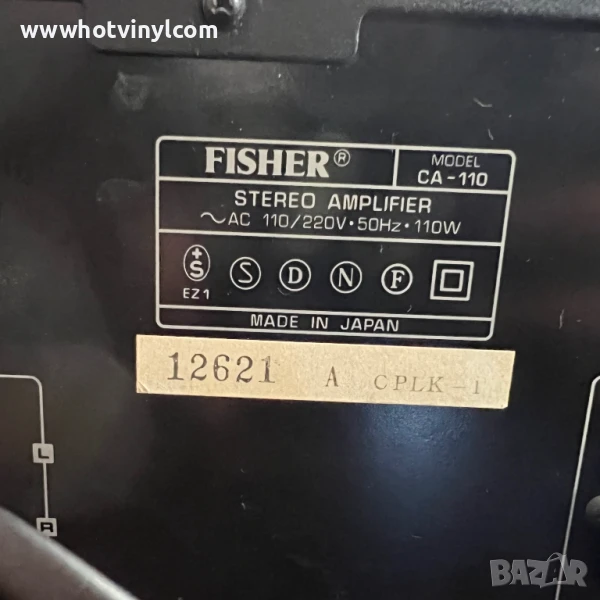 www.hotvinyl.com
FISHER®
MODEL
CA-110
STEREO AMPLIFIER
~AC 110/220V·50Hz·110W
+S S D N F
EZ1
MADE IN JAPAN
12621 A CPLK-1
L
R
BAZAR